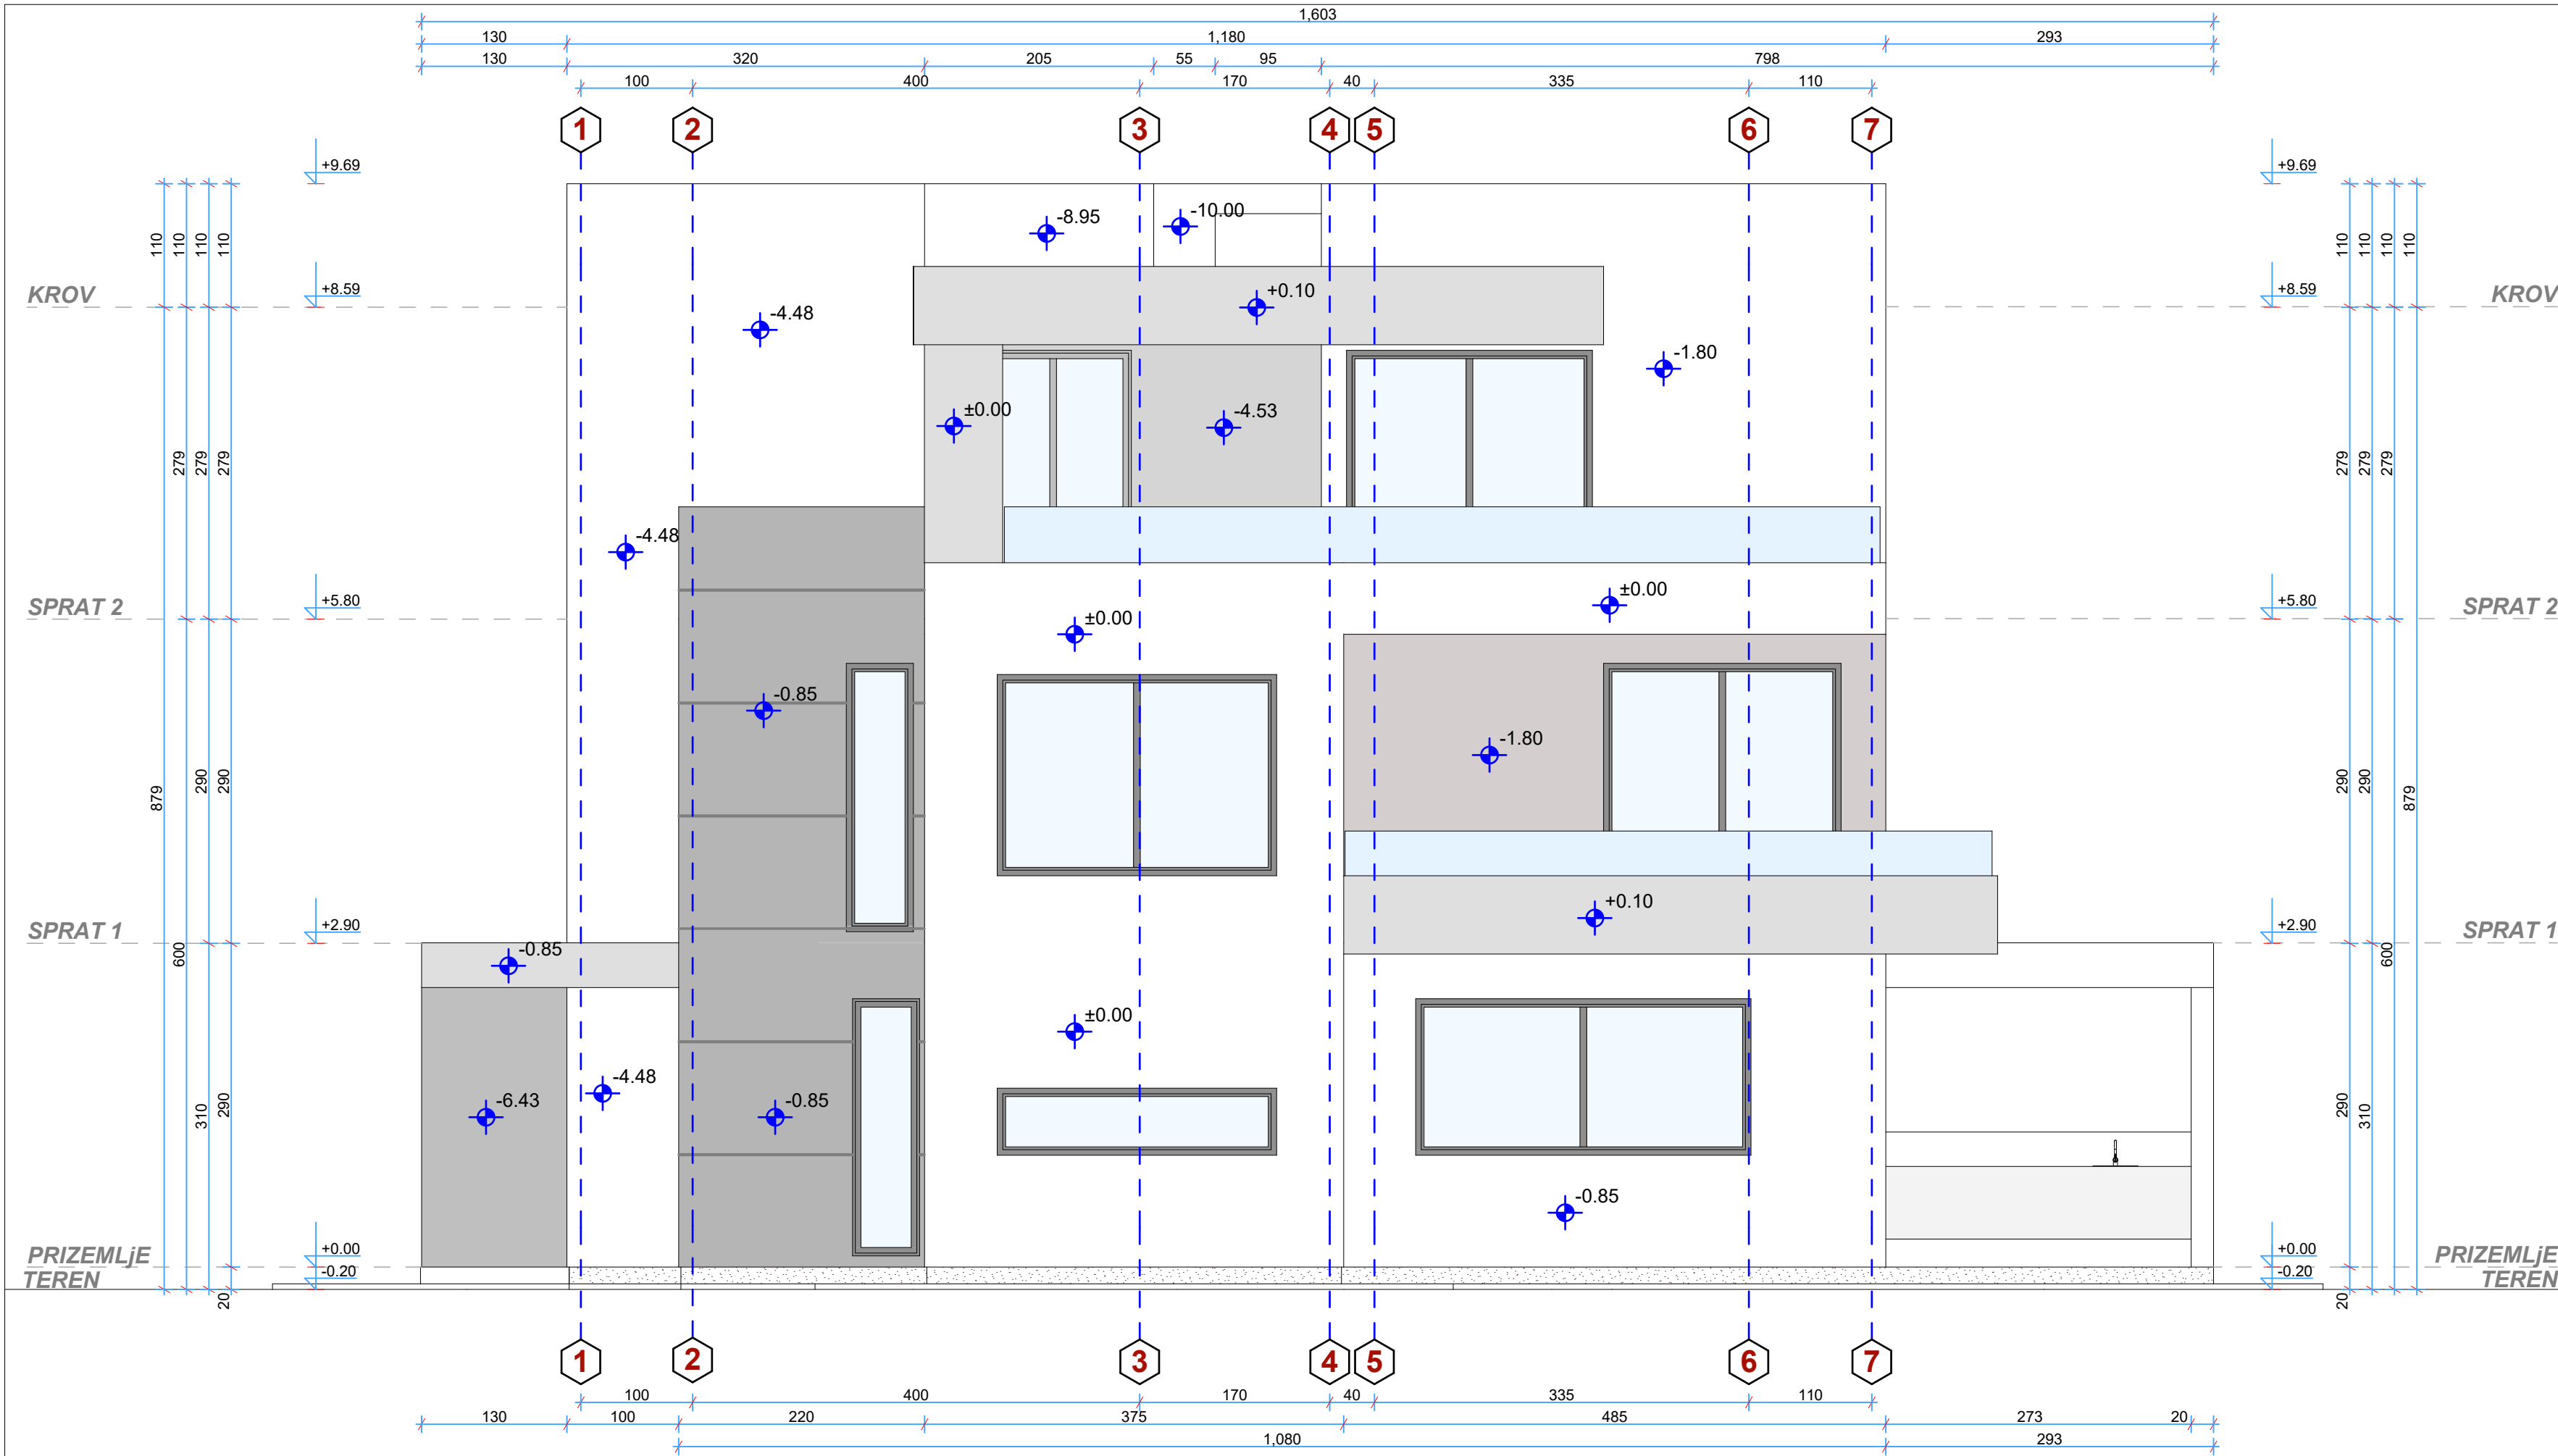 1,603
130 1,180 293
130 320 205 55 95 798
100 400 170 40 335 110
1 2 3 4 5 6 7
+9.69 +9.69
110 110 110 110 110 110 110 110
-8.95 -10.00
KROV +8.59 +0.10 +8.59 KROV
-4.48 -1.80
±0.00 -4.53
279 279 279 279 279 279
-4.48
SPRAT 2 +5.80 ±0.00 ±0.00 +5.80 SPRAT 2
-0.85 -1.80
879 290 290 290 290 879
+0.10
SPRAT 1 +2.90 +2.90 SPRAT 1
600 -0.85 600
±0.00
-6.43 -4.48 -0.85
310 290 290 310
-0.85
PRIZEMLjE +0.00 +0.00 PRIZEMLjE
TEREN -0.20 -0.20 TEREN
20 20
1 2 3 4 5 6 7
100 400 170 40 335 110
130 100 220 375 485 273 20
1,080 293